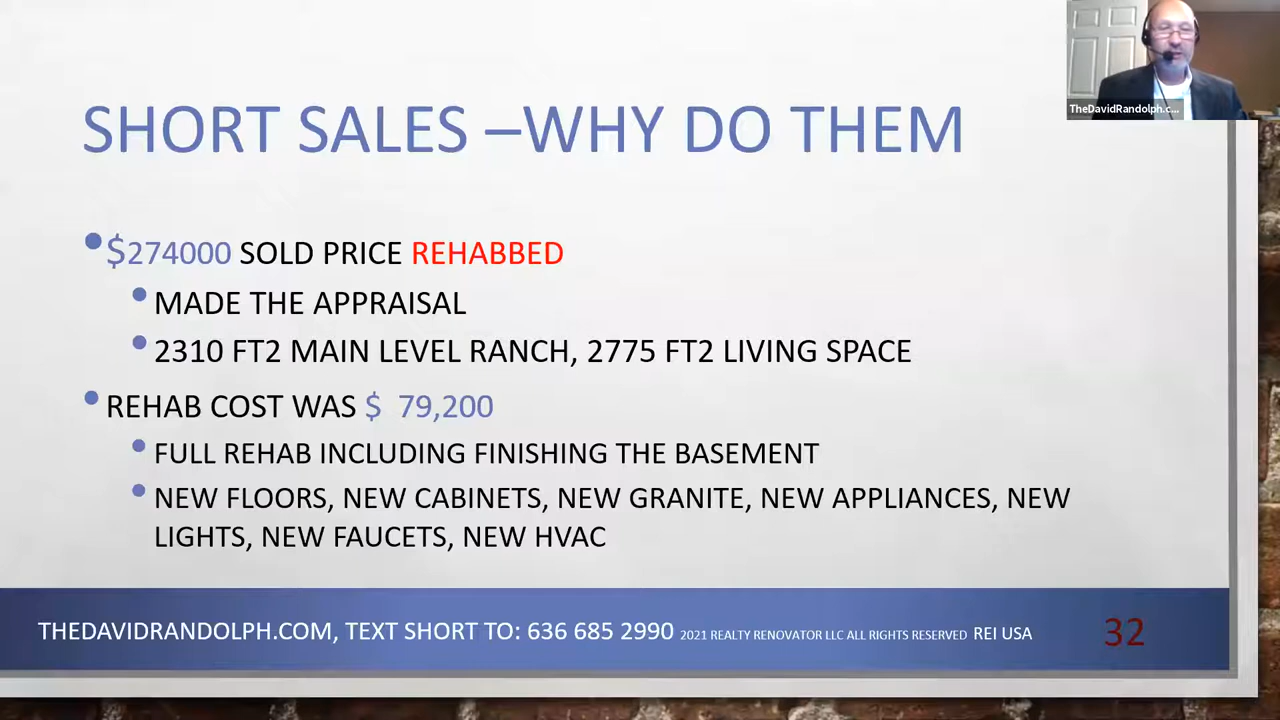 TheDavidRandolph.c...
SHORT SALES –WHY DO THEM
•$274000 SOLD PRICE REHABBED
•MADE THE APPRAISAL
•2310 FT2 MAIN LEVEL RANCH, 2775 FT2 LIVING SPACE
•REHAB COST WAS $ 79,200
•FULL REHAB INCLUDING FINISHING THE BASEMENT
•NEW FLOORS, NEW CABINETS, NEW GRANITE, NEW APPLIANCES, NEW
LIGHTS, NEW FAUCETS, NEW HVAC
THEDAVIDRANDOLPH.COM, TEXT SHORT TO: 636 685 2990 2021 REALTY RENOVATOR LLC ALL RIGHTS RESERVED REI USA 32